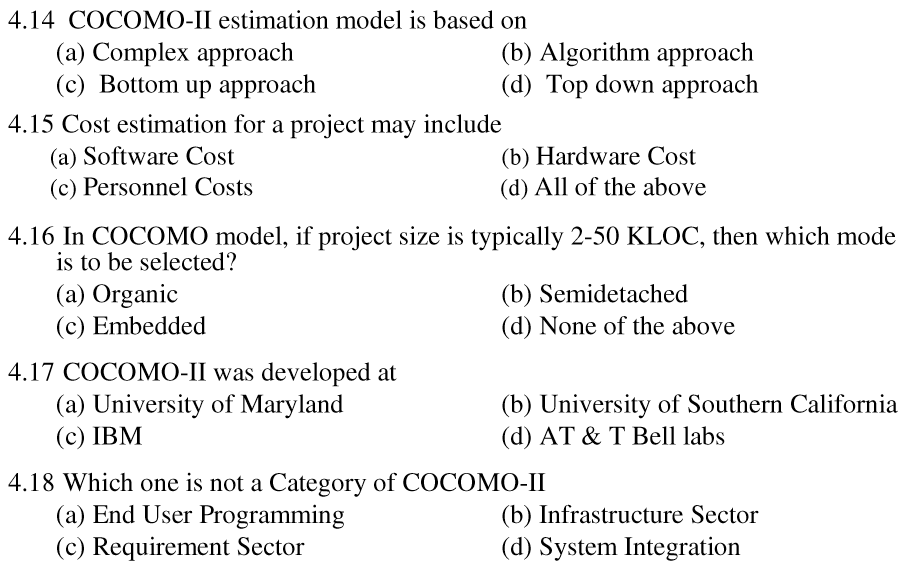 4.14 COCOMO-II estimation model is based on
(a) Complex approach (b) Algorithm approach
(c) Bottom up approach (d) Top down approach
4.15 Cost estimation for a project may include
(a) Software Cost (b) Hardware Cost
(c) Personnel Costs (d) All of the above
4.16 In COCOMO model, if project size is typically 2-50 KLOC, then which mode
is to be selected?
(a) Organic (b) Semidetached
(c) Embedded (d) None of the above
4.17 COCOMO-II was developed at
(a) University of Maryland (b) University of Southern California
(c) IBM (d) AT & T Bell labs
4.18 Which one is not a Category of COCOMO-II
(a) End User Programming (b) Infrastructure Sector
(c) Requirement Sector (d) System Integration